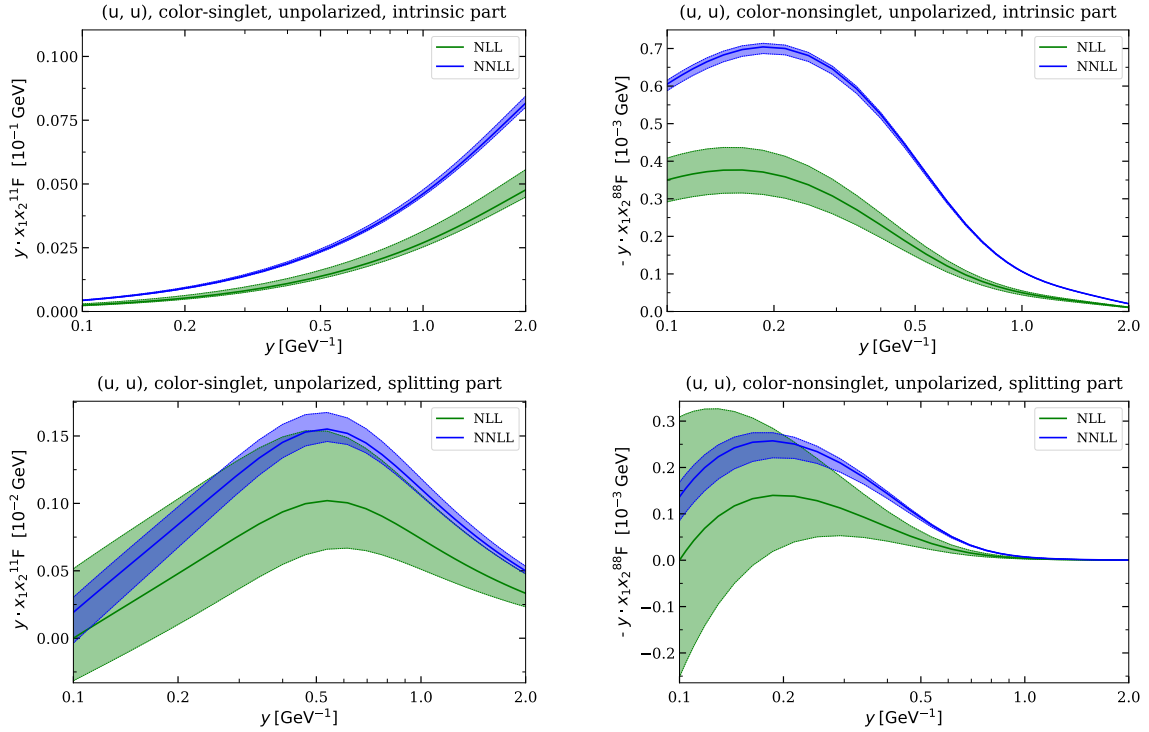 (u, u), color-singlet, unpolarized, intrinsic part
y · x₁x₂ ¹¹F [10⁻¹ GeV]
0.100
0.075
0.050
0.025
0.000
NLL
NNLL
0.1 0.2 0.5 1.0 2.0
y [GeV⁻¹]
(u, u), color-nonsinglet, unpolarized, intrinsic part
- y · x₁x₂ ⁸⁸F [10⁻³ GeV]
0.7
0.6
0.5
0.4
0.3
0.2
0.1
0.0
NLL
NNLL
0.1 0.2 0.5 1.0 2.0
y [GeV⁻¹]
(u, u), color-singlet, unpolarized, splitting part
y · x₁x₂ ¹¹F [10⁻² GeV]
0.15
0.10
0.05
0.00
NLL
NNLL
0.1 0.2 0.5 1.0 2.0
y [GeV⁻¹]
(u, u), color-nonsinglet, unpolarized, splitting part
- y · x₁x₂ ⁸⁸F [10⁻³ GeV]
0.3
0.2
0.1
0.0
−0.1
−0.2
NLL
NNLL
0.1 0.2 0.5 1.0 2.0
y [GeV⁻¹]